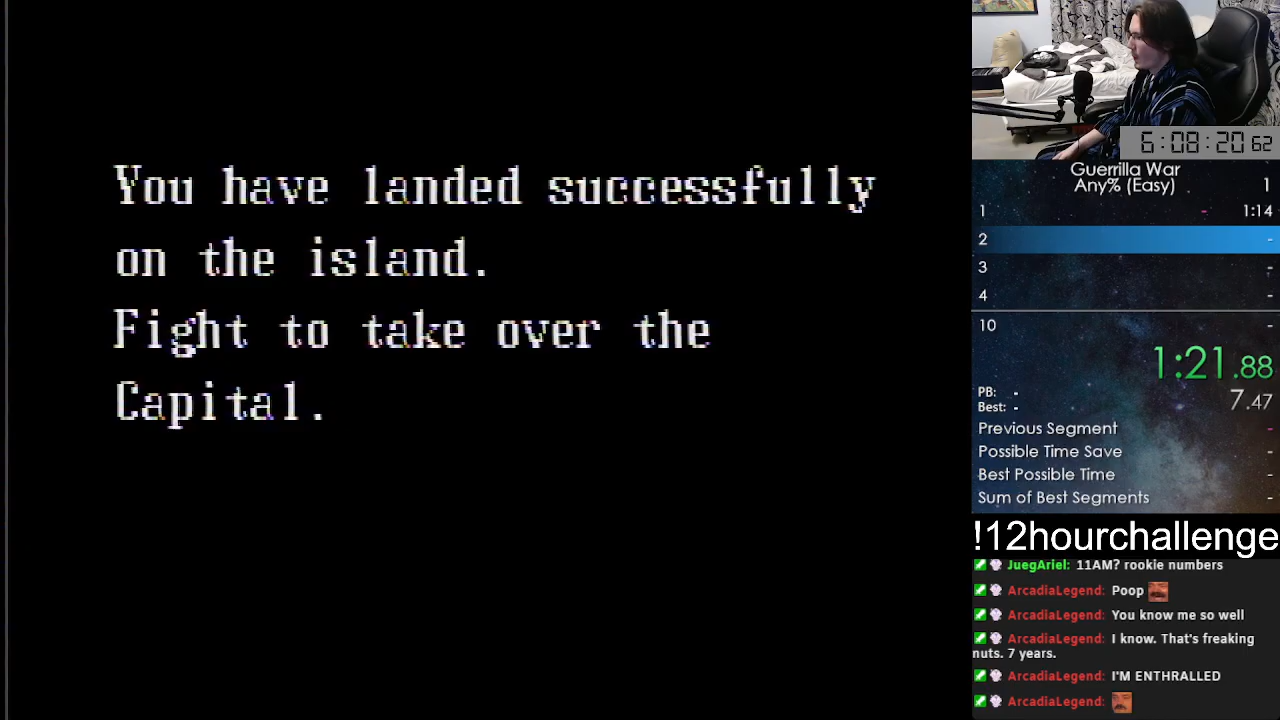 You have landed successfully
on the island.
Fight to take over the
Capital.
6:08:20 62
Guerrilla War
Any% (Easy) 1
1 - 1:14
2 -
3 -
4 -
10 -
1:21.88
PB: -
Best: -
7.47
Previous Segment -
Possible Time Save -
Best Possible Time -
Sum of Best Segments -
!12hourchallenge
JuegAriel: 11AM? rookie numbers
ArcadiaLegend: Poop
ArcadiaLegend: You know me so well
ArcadiaLegend: I know. That's freaking
nuts. 7 years.
ArcadiaLegend: I'M ENTHRALLED
ArcadiaLegend: